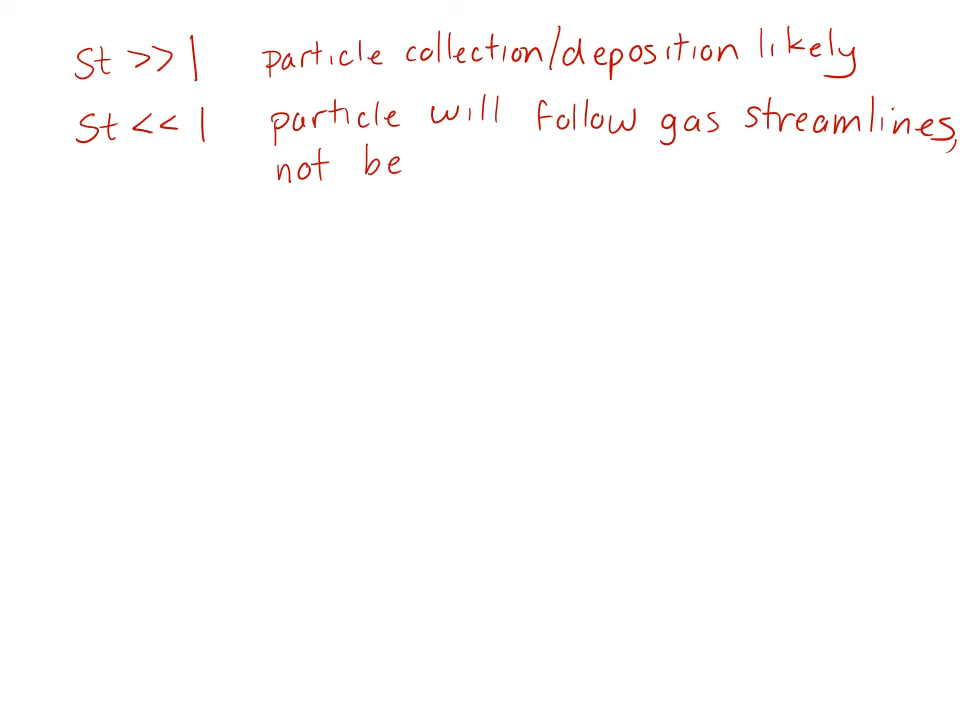 St >> 1 particle collection/deposition likely
St << 1 particle will follow gas streamlines,
not be